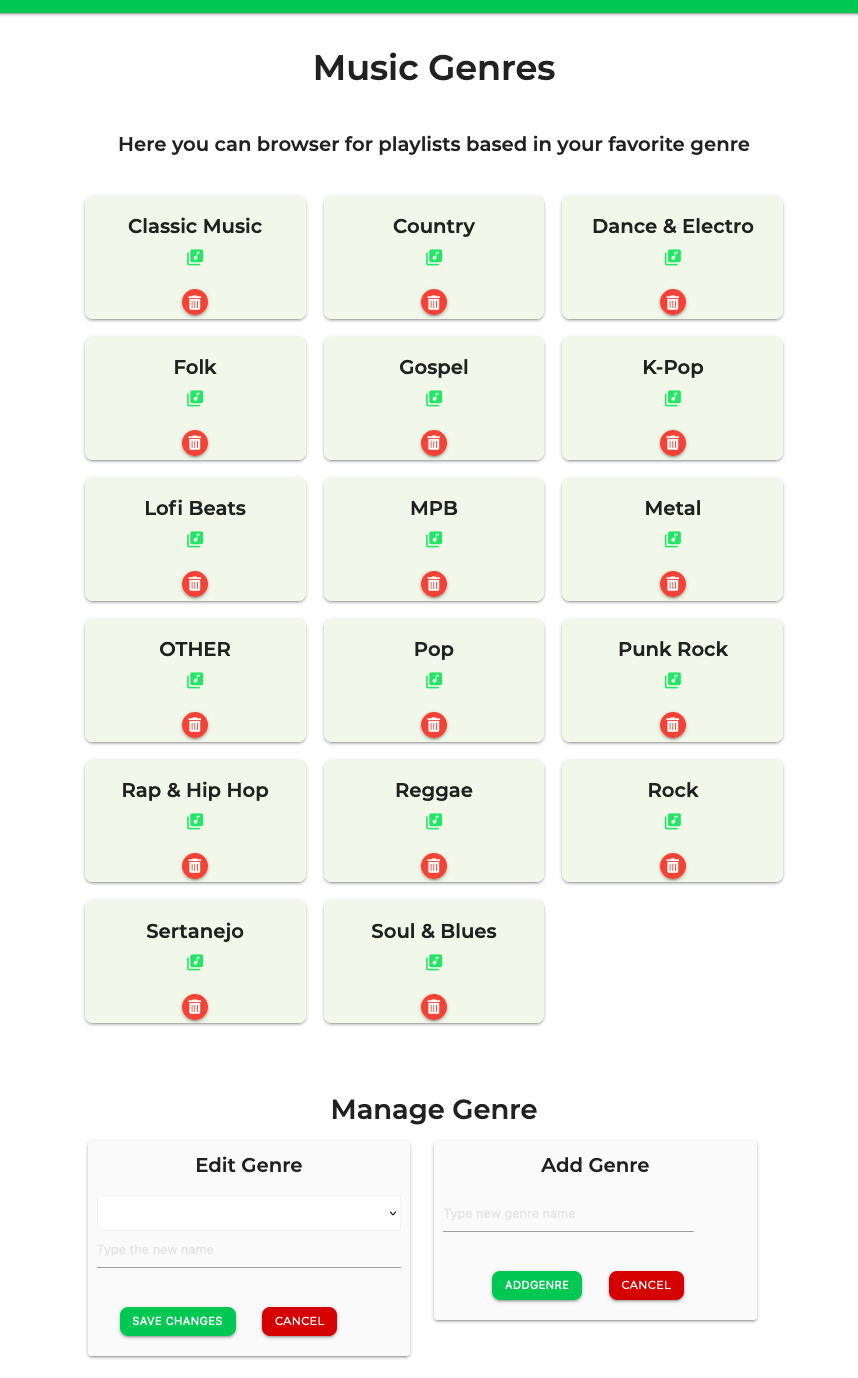 Music Genres
Here you can browser for playlists based in your favorite genre
Classic Music
Country
Dance & Electro
Folk
Gospel
K-Pop
Lofi Beats
MPB
Metal
OTHER
Pop
Punk Rock
Rap & Hip Hop
Reggae
Rock
Sertanejo
Soul & Blues
Manage Genre
Edit Genre
Type the new name
SAVE CHANGES
CANCEL
Add Genre
Type new genre name
ADDGENRE
CANCEL